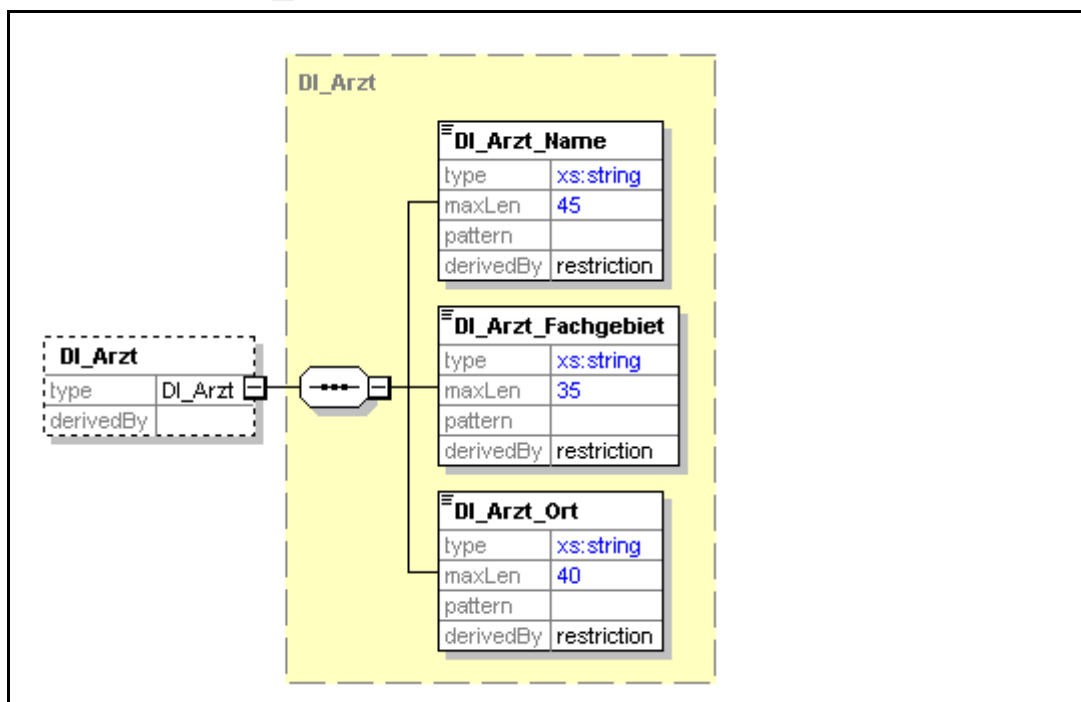 DI_Arzt
DI_Arzt_Name
type xs:string
maxLen 45
pattern
derivedBy restriction
DI_Arzt_Fachgebiet
type xs:string
maxLen 35
pattern
derivedBy restriction
DI_Arzt
type DI_Arzt
derivedBy
DI_Arzt_Ort
type xs:string
maxLen 40
pattern
derivedBy restriction